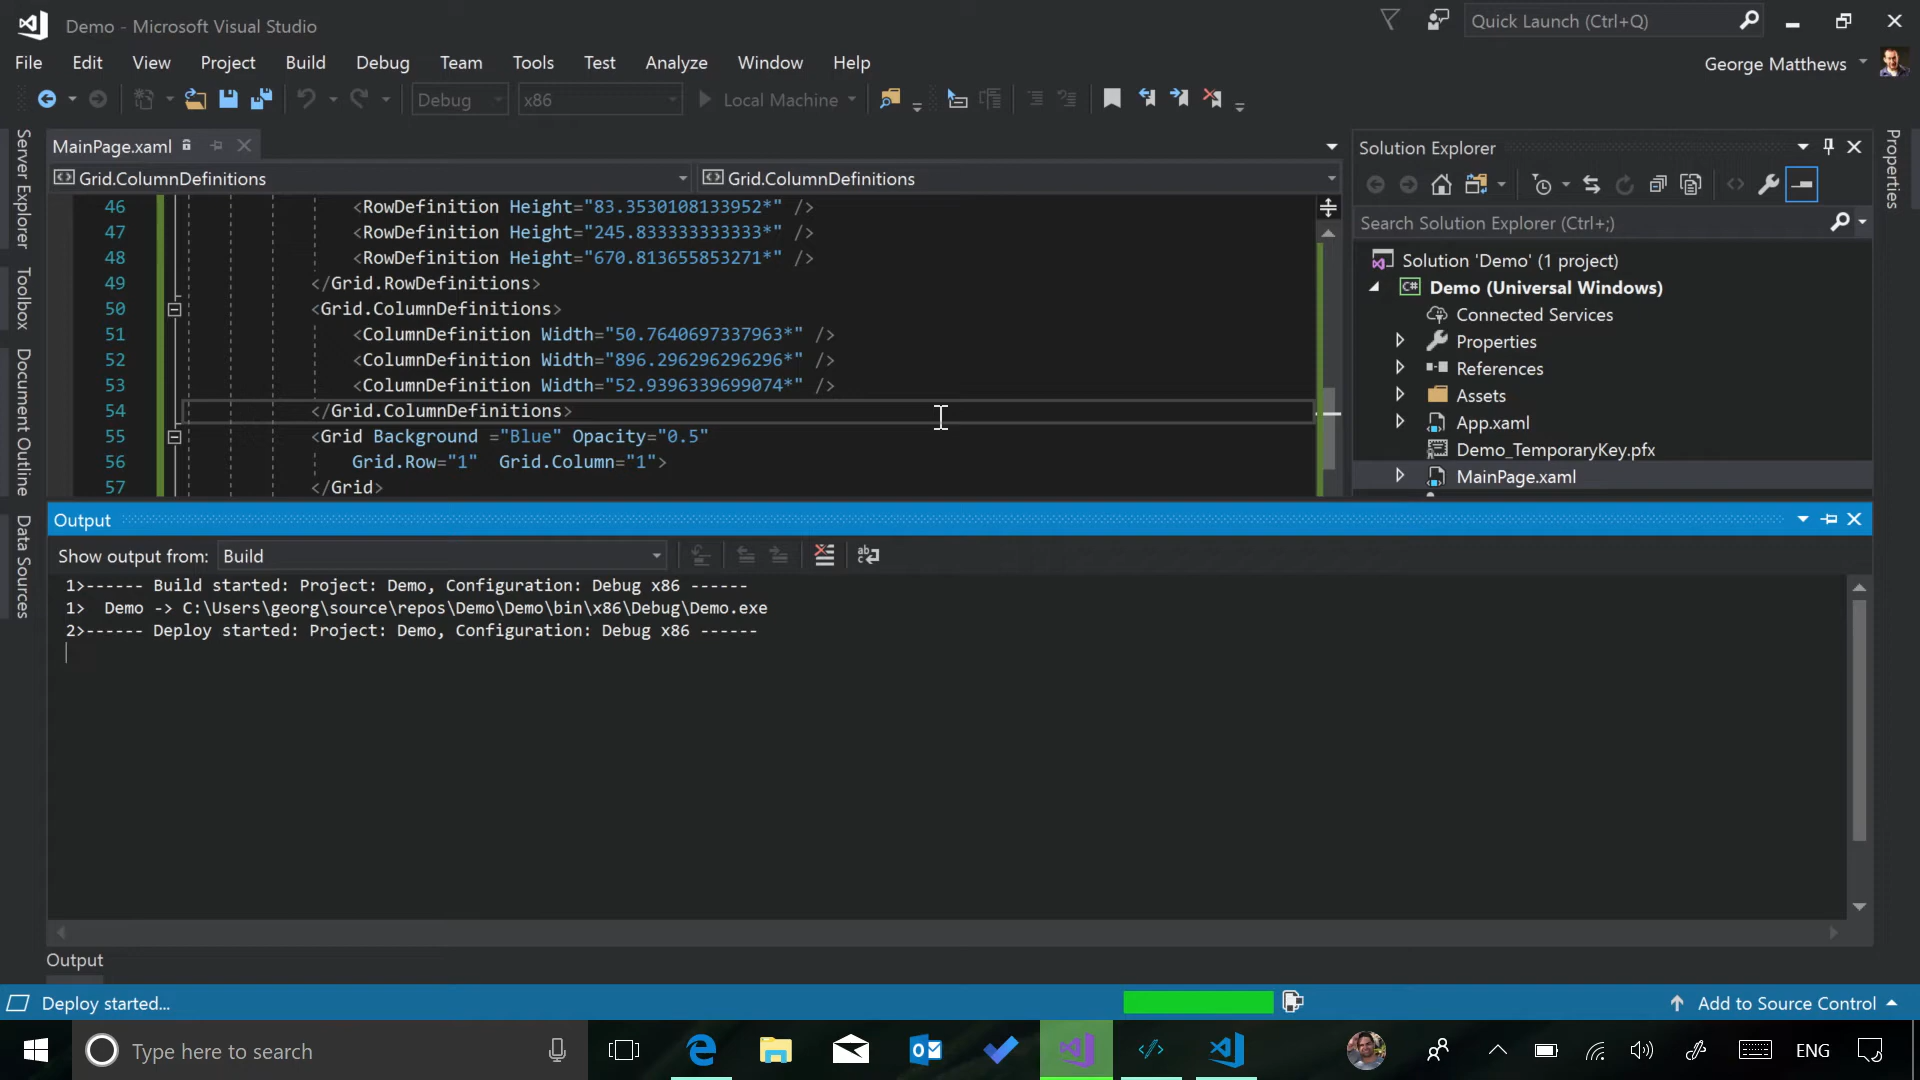 Demo - Microsoft Visual Studio
Quick Launch (Ctrl+Q)
File Edit View Project Build Debug Team Tools Test Analyze Window Help
George Matthews
Debug x86 Local Machine
Server Explorer
Toolbox
Document Outline
Data Sources
MainPage.xaml
Grid.ColumnDefinitions Grid.ColumnDefinitions
46 <RowDefinition Height="83.3530108133952*" />
47 <RowDefinition Height="245.833333333333*" />
48 <RowDefinition Height="670.813655853271*" />
49 </Grid.RowDefinitions>
50 <Grid.ColumnDefinitions>
51 <ColumnDefinition Width="50.7640697337963*" />
52 <ColumnDefinition Width="896.296296296296*" />
53 <ColumnDefinition Width="52.9396339699074*" />
54 </Grid.ColumnDefinitions>
55 <Grid Background ="Blue" Opacity="0.5"
56 Grid.Row="1" Grid.Column="1">
57 </Grid>
Solution Explorer
Search Solution Explorer (Ctrl+;)
Solution 'Demo' (1 project)
C# Demo (Universal Windows)
Connected Services
Properties
References
Assets
App.xaml
Demo_TemporaryKey.pfx
MainPage.xaml
Properties
Output
Show output from: Build
1>------ Build started: Project: Demo, Configuration: Debug x86 ------
1> Demo -> C:\Users\georg\source\repos\Demo\Demo\bin\x86\Debug\Demo.exe
2>------ Deploy started: Project: Demo, Configuration: Debug x86 ------
Output
Deploy started...
Add to Source Control
Type here to search
ENG